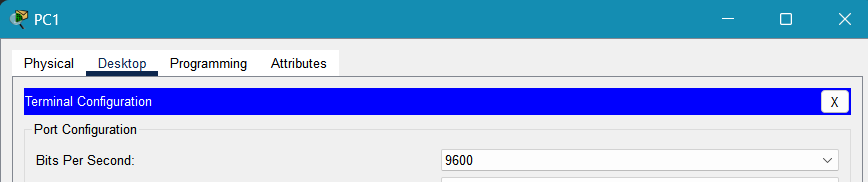 PC1
Physical Desktop Programming Attributes
Terminal Configuration X
Port Configuration
Bits Per Second: 9600